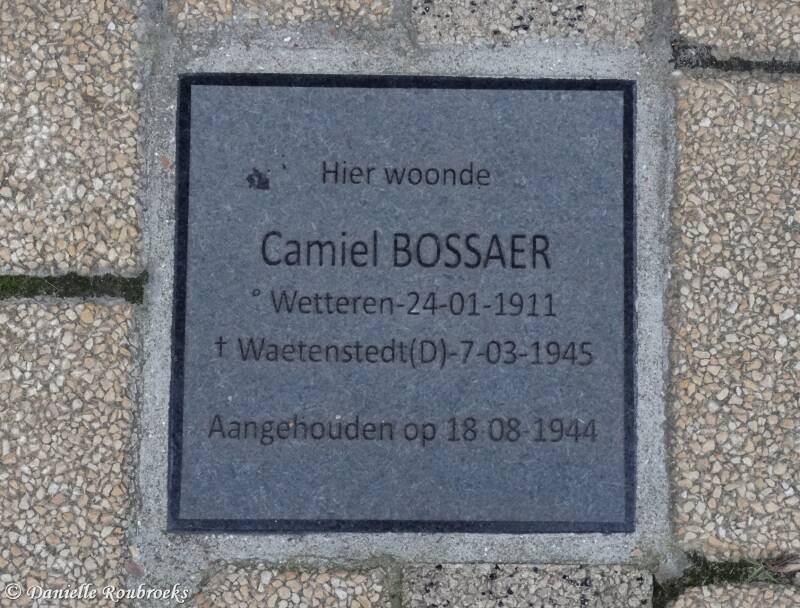 Hier woonde
Camiel BOSSAER
° Wetteren-24-01-1911
† Waetenstedt(D)-7-03-1945
Aangehouden op 18-08-1944
© Danielle Roubroeks